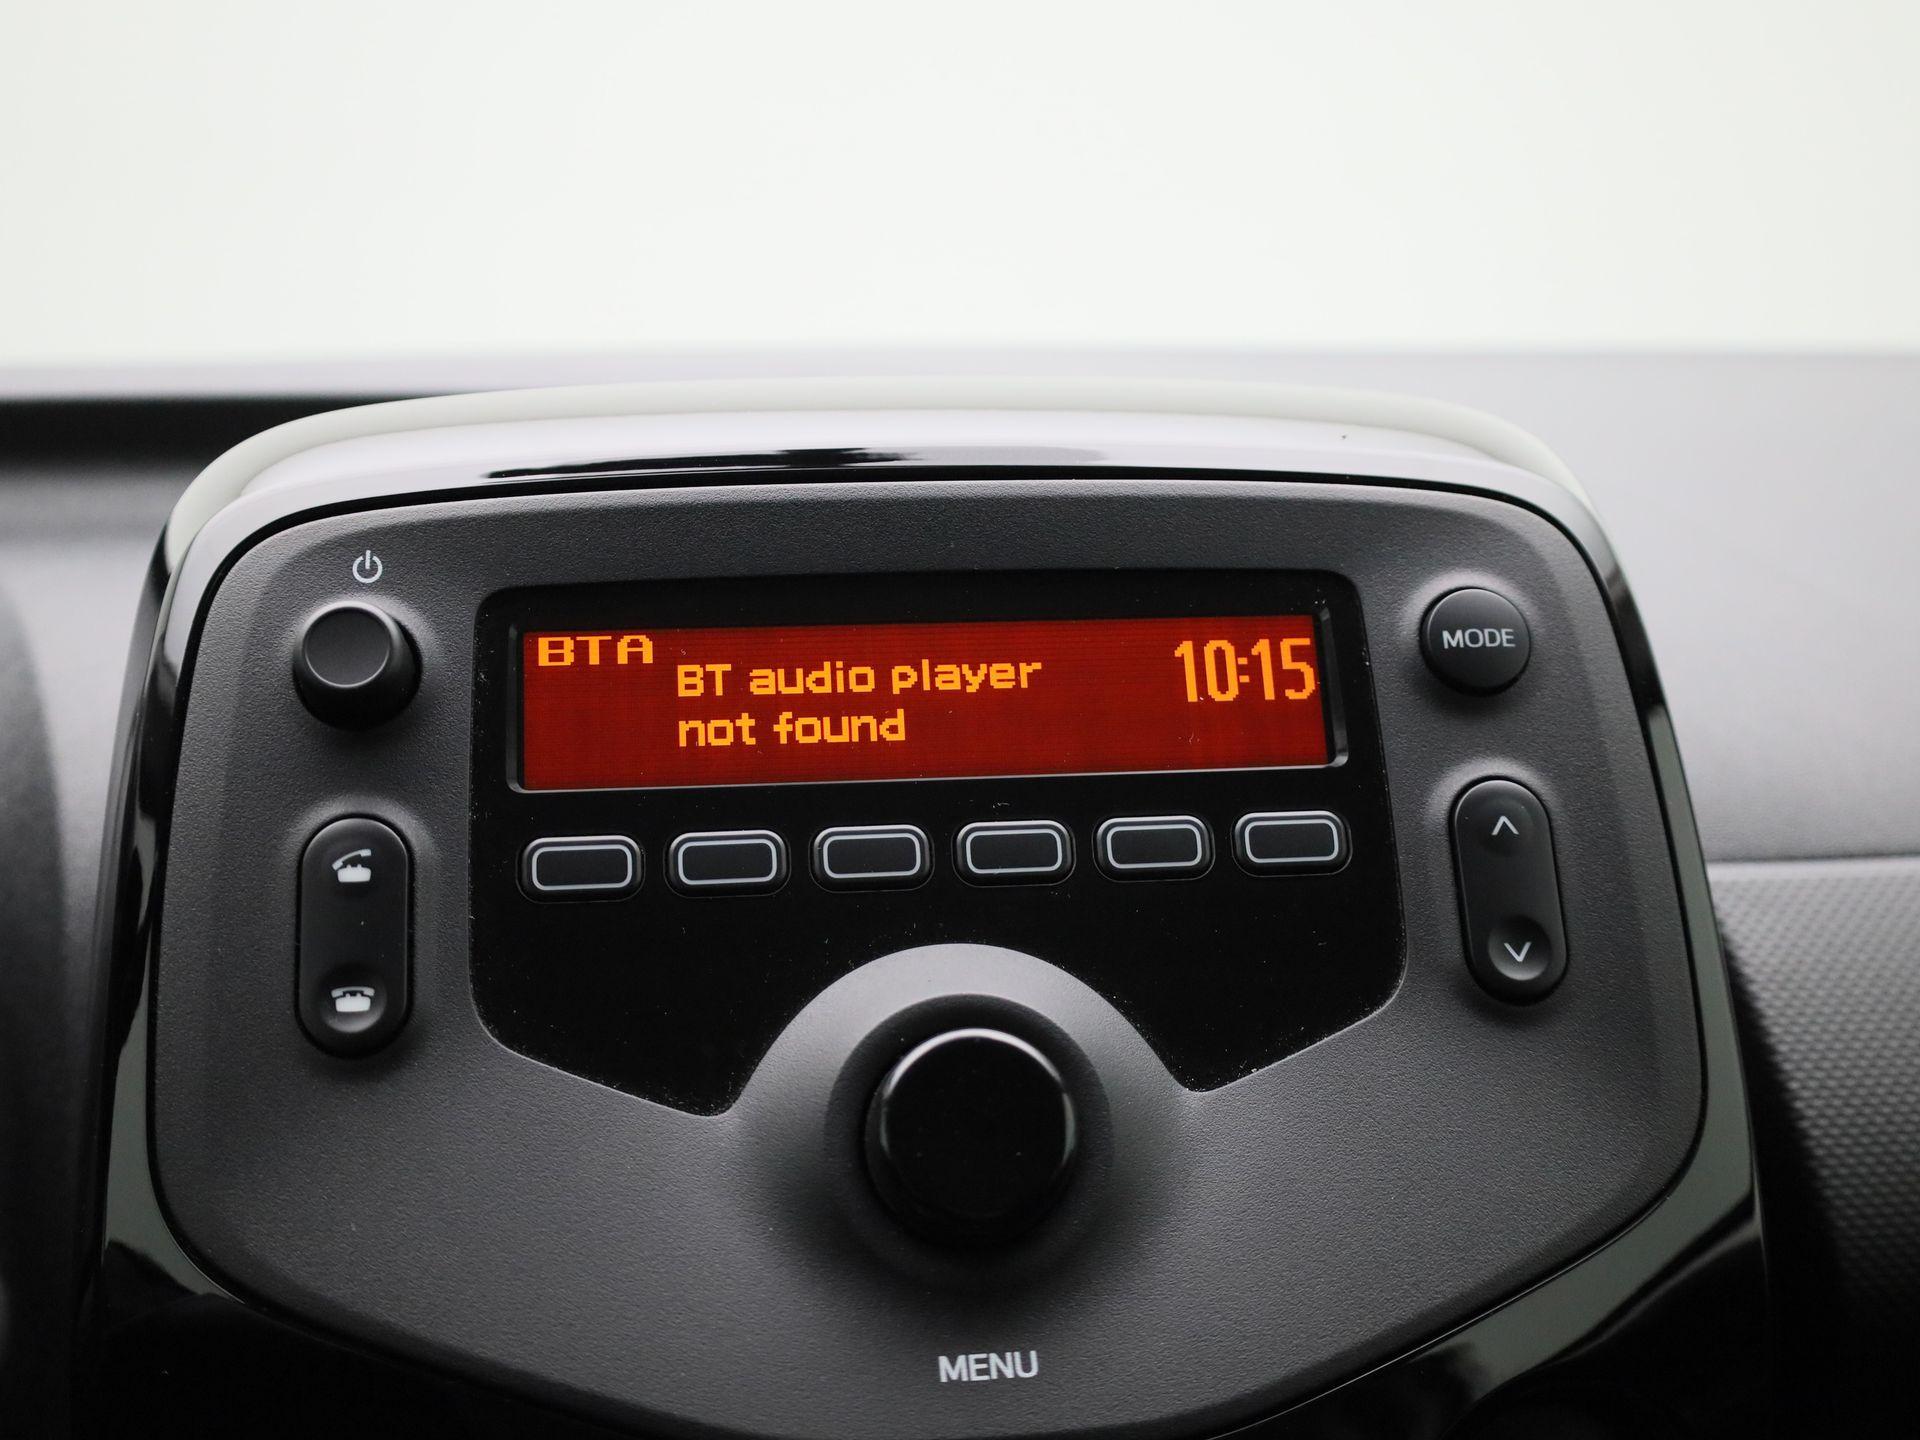 BTA
BT audio player
not found
10:15
MODE
MENU